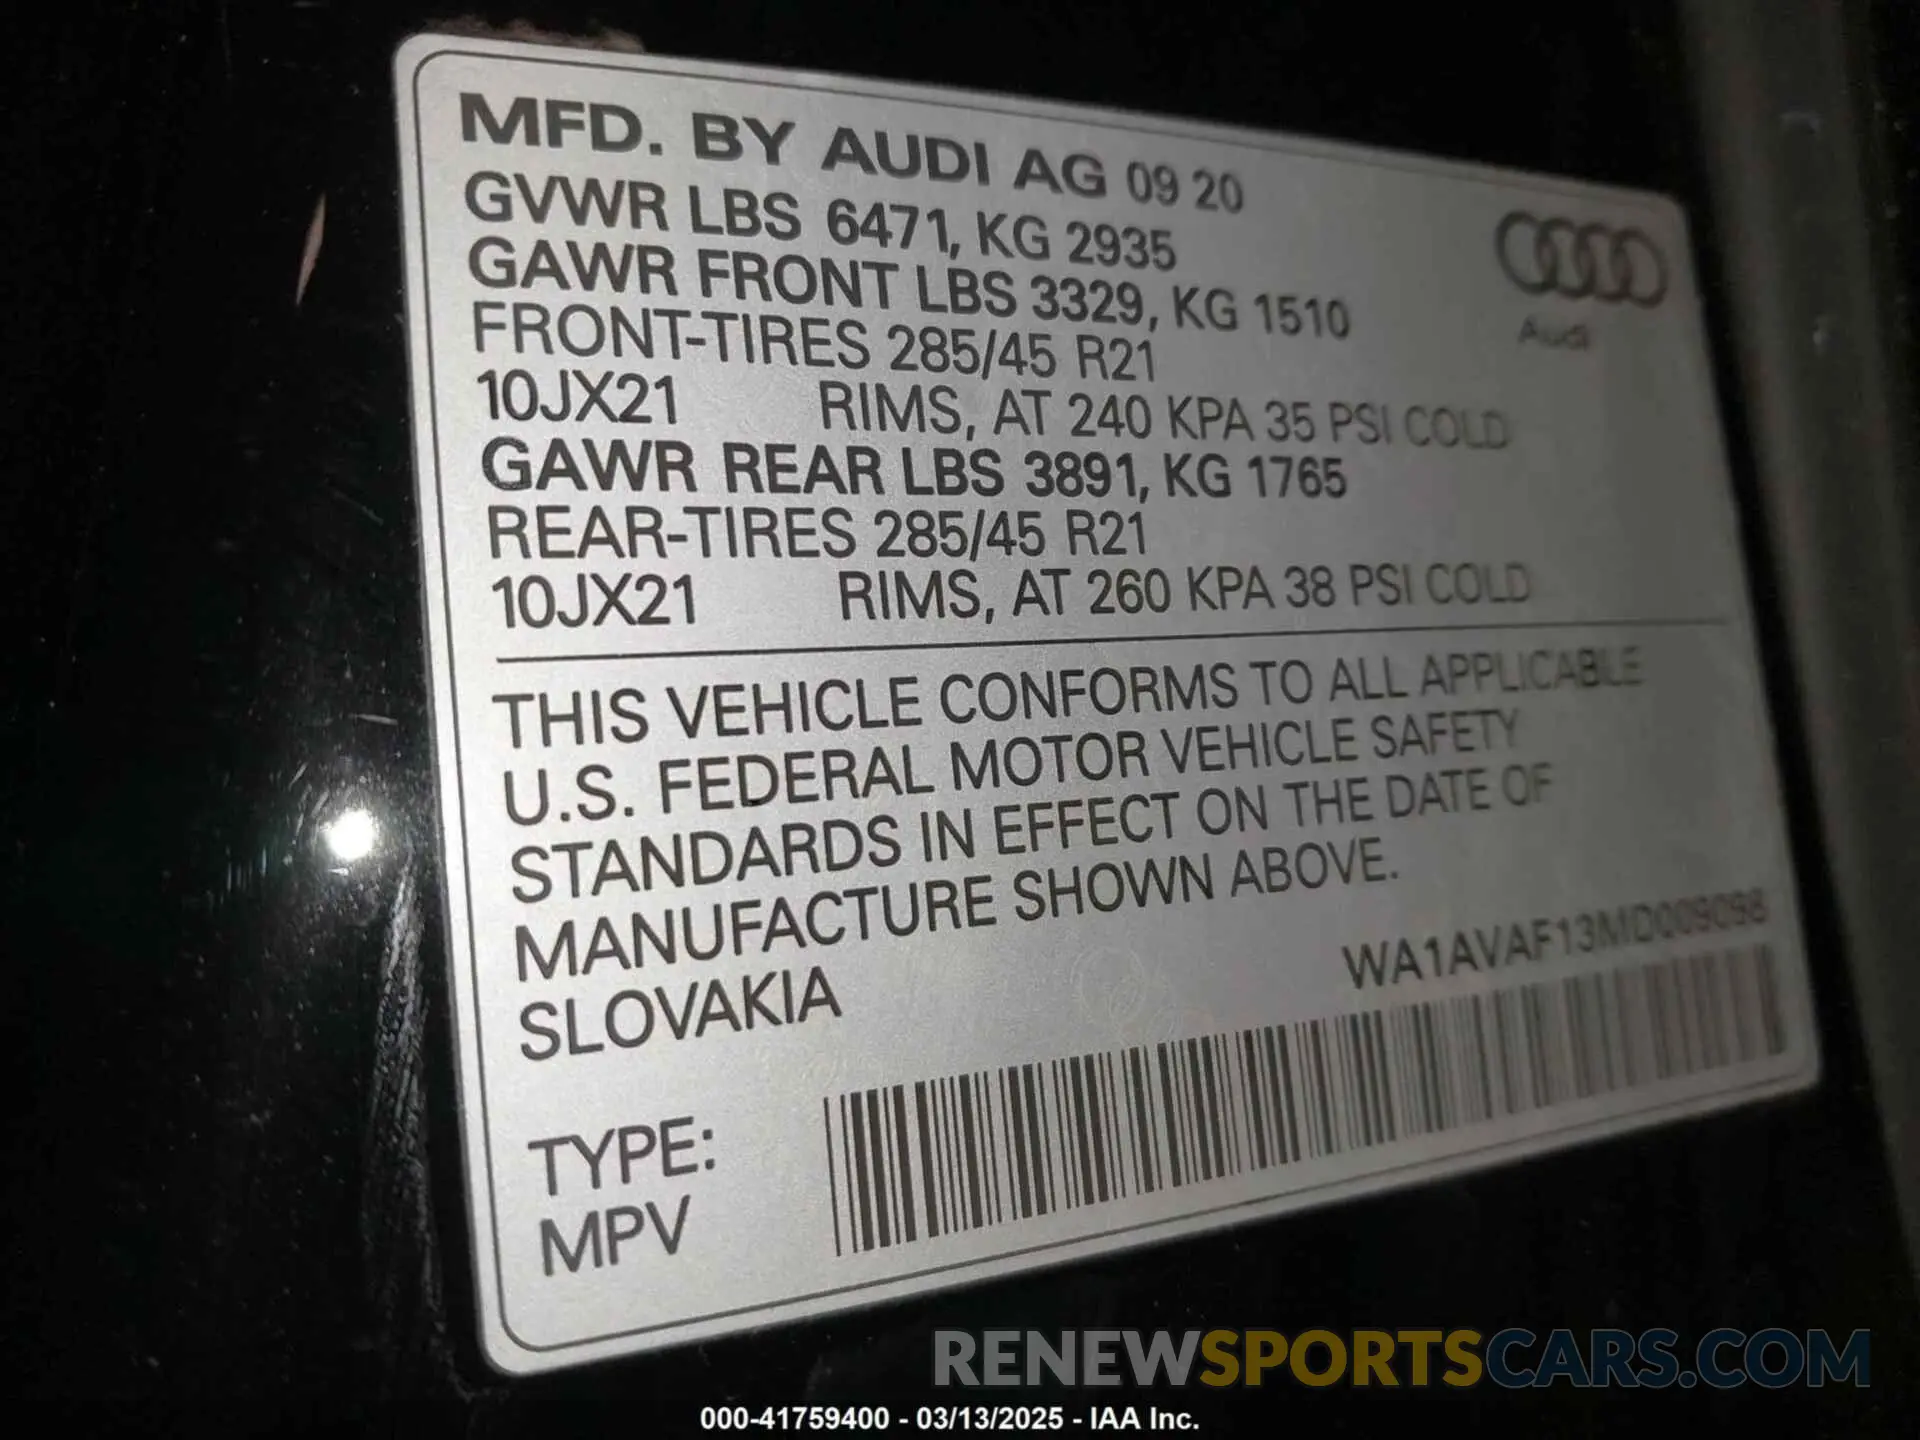 MFD. BY AUDI AG 09 20
GVWR LBS 6471, KG 2935
GAWR FRONT LBS 3329, KG 1510
FRONT-TIRES 285/45 R21
10JX21 RIMS, AT 240 KPA 35 PSI COLD
GAWR REAR LBS 3891, KG 1765
REAR-TIRES 285/45 R21
10JX21 RIMS, AT 260 KPA 38 PSI COLD
Audi
THIS VEHICLE CONFORMS TO ALL APPLICABLE
U.S. FEDERAL MOTOR VEHICLE SAFETY
STANDARDS IN EFFECT ON THE DATE OF
MANUFACTURE SHOWN ABOVE.
SLOVAKIA
WA1AVAF13MD009098
TYPE:
MPV
RENEWSPORTSCARS.COM
000-41759400 - 03/13/2025 - IAA Inc.